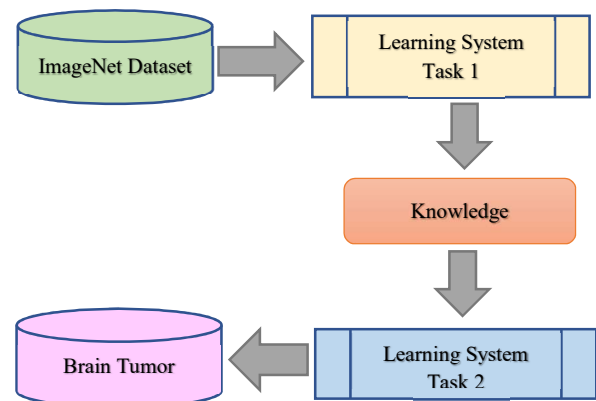 ImageNet Dataset
Learning System
Task 1
Knowledge
Brain Tumor
Learning System
Task 2